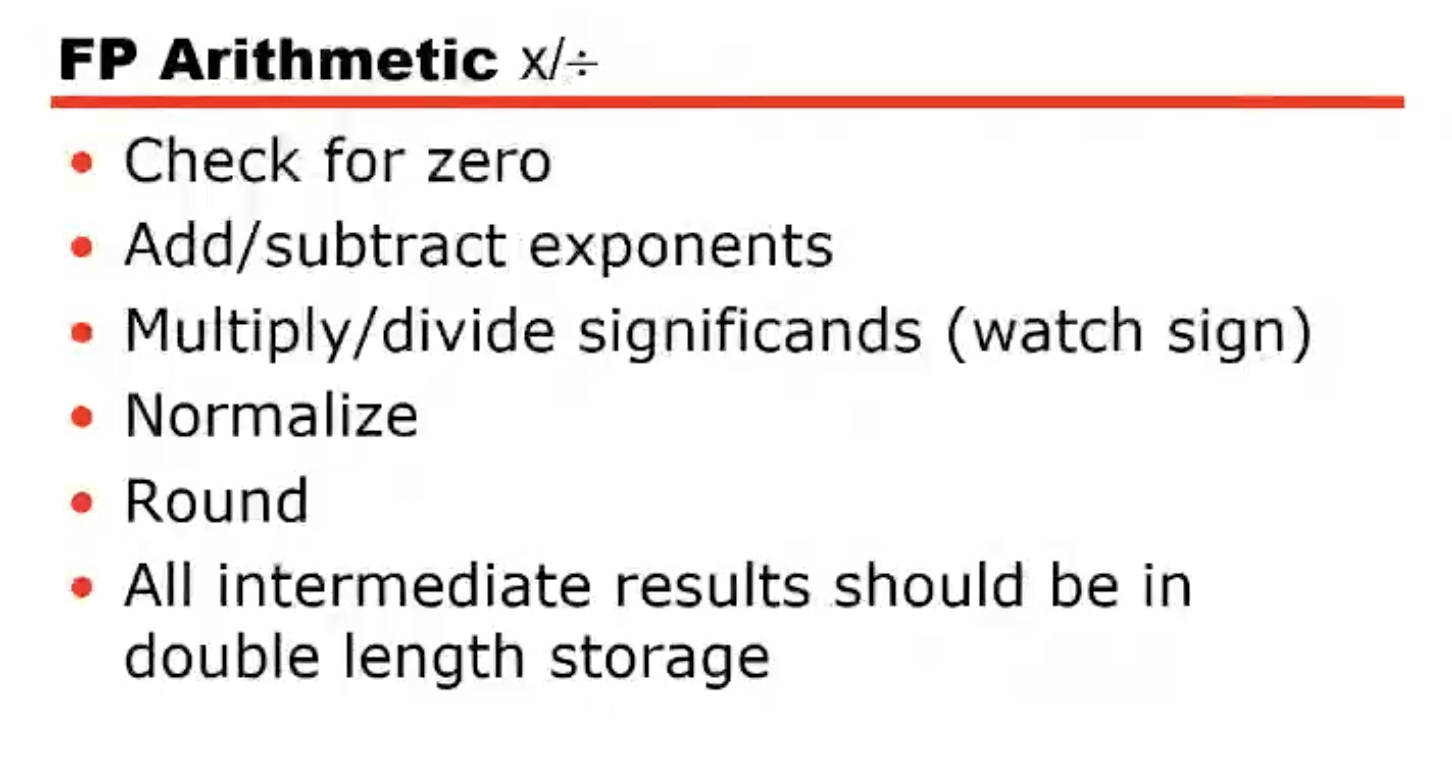 FP Arithmetic x/÷
• Check for zero
• Add/subtract exponents
• Multiply/divide significands (watch sign)
• Normalize
• Round
• All intermediate results should be in
double length storage